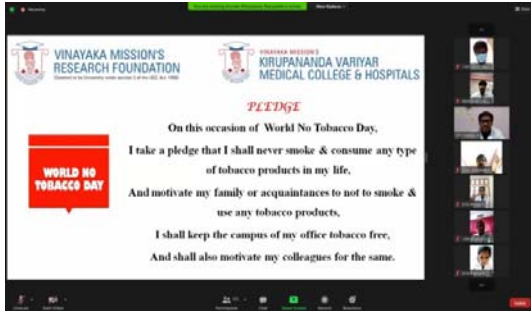 VINAYAKA MISSION'S
RESEARCH FOUNDATION
VINAYAKA MISSION'S
KIRUPANANDA VARIYAR
MEDICAL COLLEGE & HOSPITALS
PLEDGE
On this occasion of World No Tobacco Day,
I take a pledge that I shall never smoke & consume any type
of tobacco products in my life,
WORLD NO
TOBACCO DAY
And motivate my family or acquaintances to not to smoke &
use any tobacco products,
I shall keep the campus of my office tobacco free,
And shall also motivate my colleagues for the same.